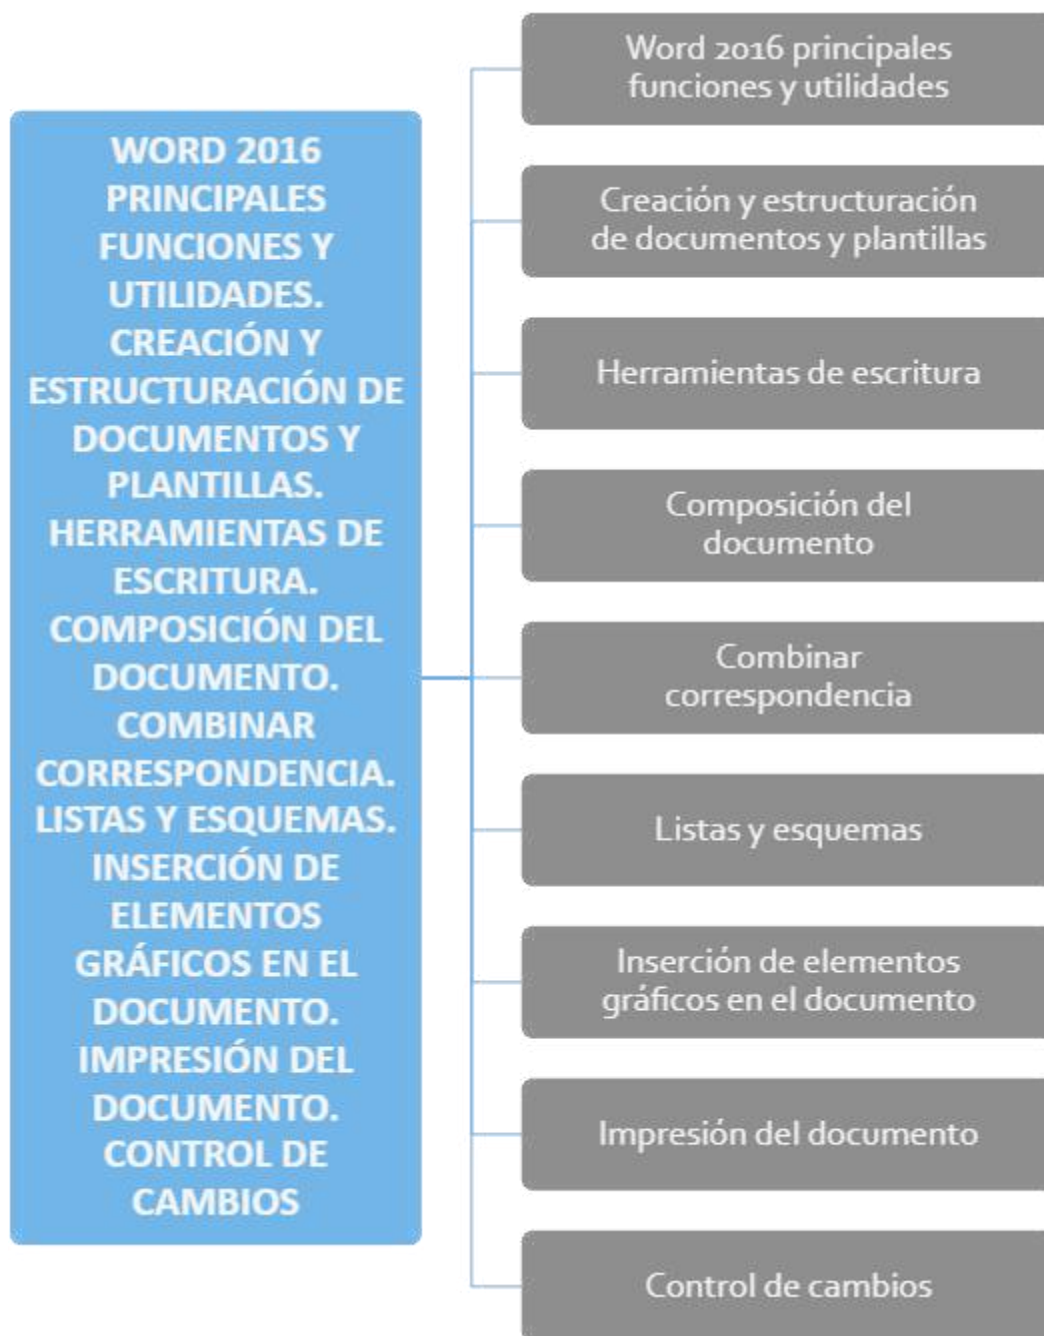 WORD 2016
PRINCIPALES
FUNCIONES Y
UTILIDADES.
CREACIÓN Y
ESTRUCTURACIÓN DE
DOCUMENTOS Y
PLANTILLAS.
HERRAMIENTAS DE
ESCRITURA.
COMPOSICIÓN DEL
DOCUMENTO.
COMBINAR
CORRESPONDENCIA.
LISTAS Y ESQUEMAS.
INSERCIÓN DE
ELEMENTOS
GRÁFICOS EN EL
DOCUMENTO.
IMPRESIÓN DEL
DOCUMENTO.
CONTROL DE
CAMBIOS
Word 2016 principales
funciones y utilidades
Creación y estructuración
de documentos y plantillas
Herramientas de escritura
Composición del
documento
Combinar
correspondencia
Listas y esquemas
Inserción de elementos
gráficos en el documento
Impresión del documento
Control de cambios